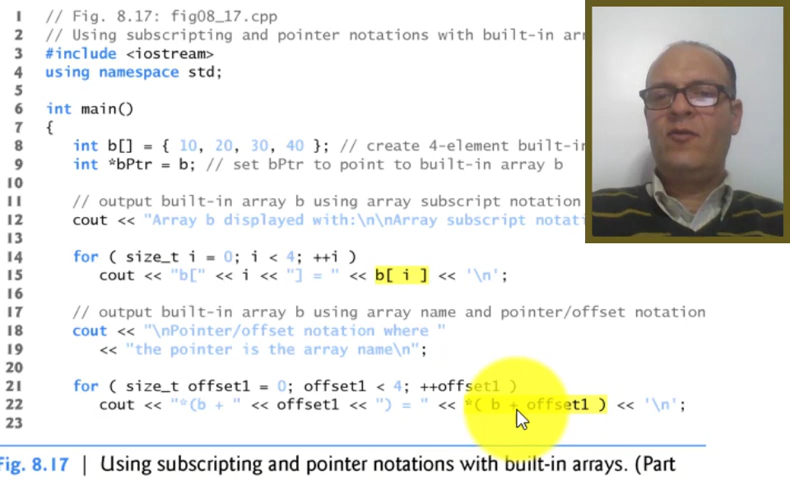 1 // Fig. 8.17: fig08_17.cpp
2 // Using subscripting and pointer notations with built-in
3 #include <iostream>
4 using namespace std;
5
6 int main()
7 {
8 int b[] = { 10, 20, 30, 40 }; // create 4-element
9 int *bPtr = b; // set bPtr to point to built-in array b
10
11 // output built-in array b using array subscript notation
12 cout << "Array b displayed with:\n\nArray subscript
13
14 for ( size_t i = 0; i < 4; ++i )
15 cout << "b[" << i << "] = " << b[ i ] << '\n';
16
17 // output built-in array b using array name and pointer/offset notation
18 cout << "\nPointer/offset notation where "
19 << "the pointer is the array name\n";
20
21 for ( size_t offset1 = 0; offset1 < 4; ++offset1 )
22 cout << "*(b + " << offset1 << ") = " << *( b + offset1 ) << '\n';
23
Fig. 8.17 | Using subscripting and pointer notations with built-in arrays. (Part